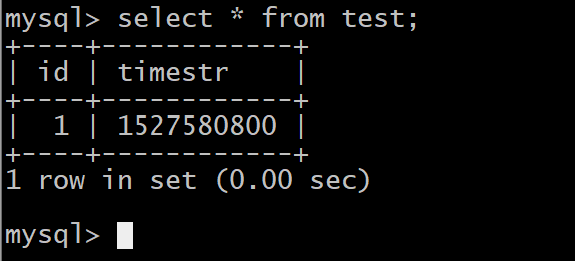 mysql> select * from test;
+----+------------+
| id | timestr    |
+----+------------+
|  1 | 1527580800 |
+----+------------+
1 row in set (0.00 sec)
mysql>